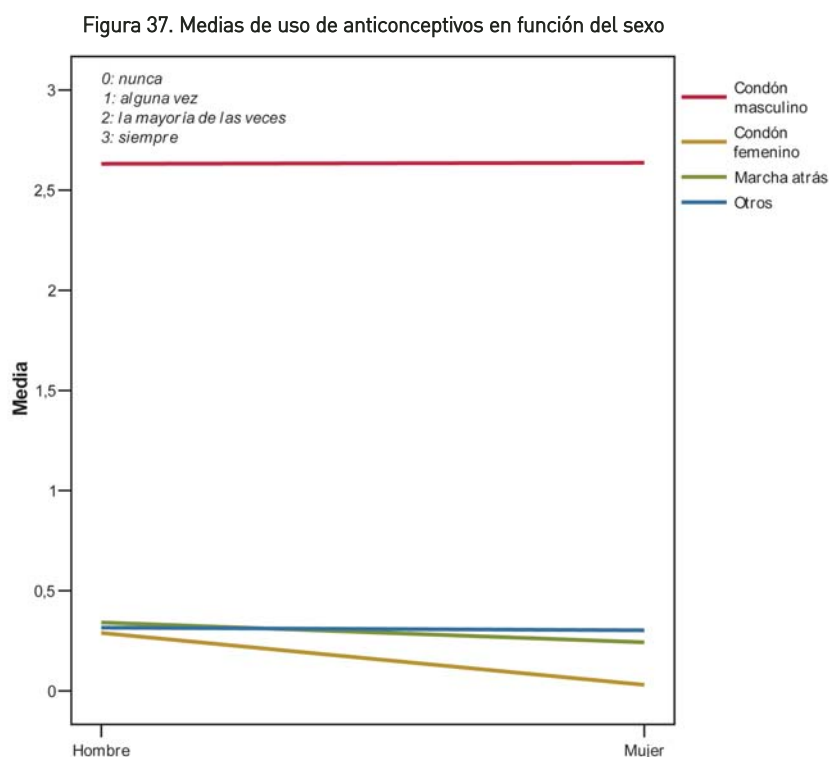 Figura 37. Medias de uso de anticonceptivos en función del sexo
0: nunca
1: alguna vez
2: la mayoría de las veces
3: siempre
3
2,5
2
1,5
1
0,5
0
Media
Hombre
Mujer
Condón
masculino
Condón
femenino
Marcha atrás
Otros